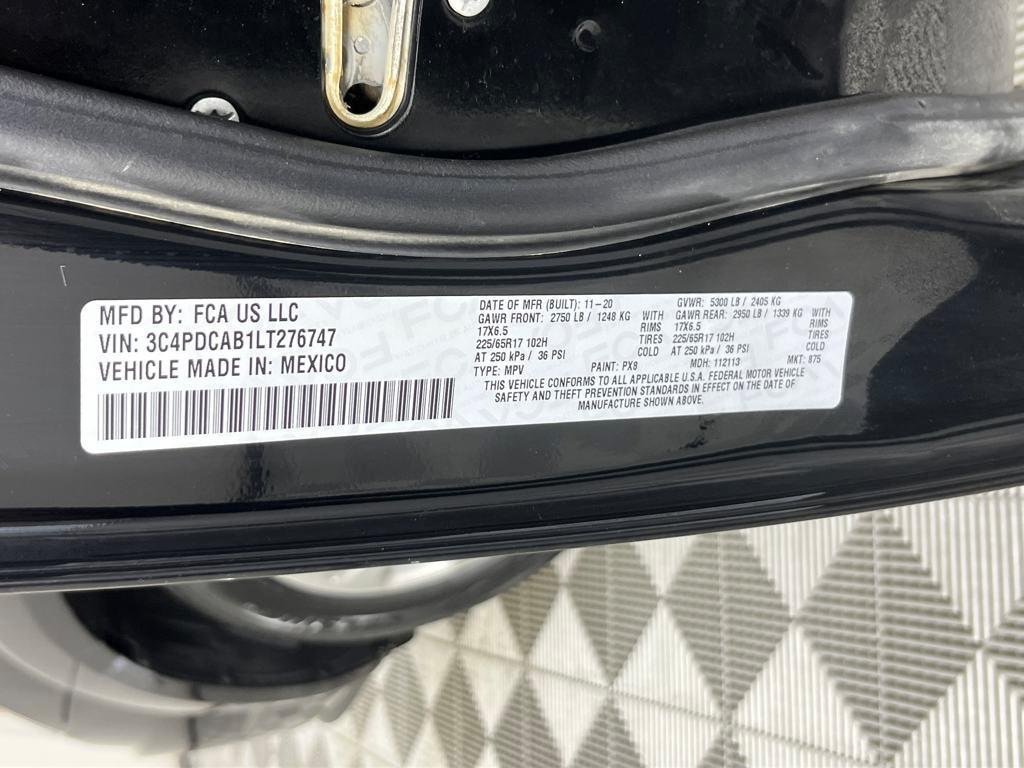 MFD BY: FCA US LLC
VIN: 3C4PDCAB1LT276747
VEHICLE MADE IN: MEXICO
DATE OF MFR (BUILT): 11-20 GVWR: 5300 LB / 2405 KG
GAWR FRONT: 2750 LB / 1248 KG WITH GAWR REAR: 2950 LB / 1339 KG WITH
17X6.5 RIMS 17X6.5 RIMS
225/65R17 102H TIRES 225/65R17 102H TIRES
AT 250 kPa / 36 PSI COLD AT 250 kPa / 36 PSI COLD
TYPE: MPV PAINT: PX8 MDH: 112113 MKT: 875
THIS VEHICLE CONFORMS TO ALL APPLICABLE U.S.A. FEDERAL MOTOR VEHICLE
SAFETY AND THEFT PREVENTION STANDARDS IN EFFECT ON THE DATE OF
MANUFACTURE SHOWN ABOVE.